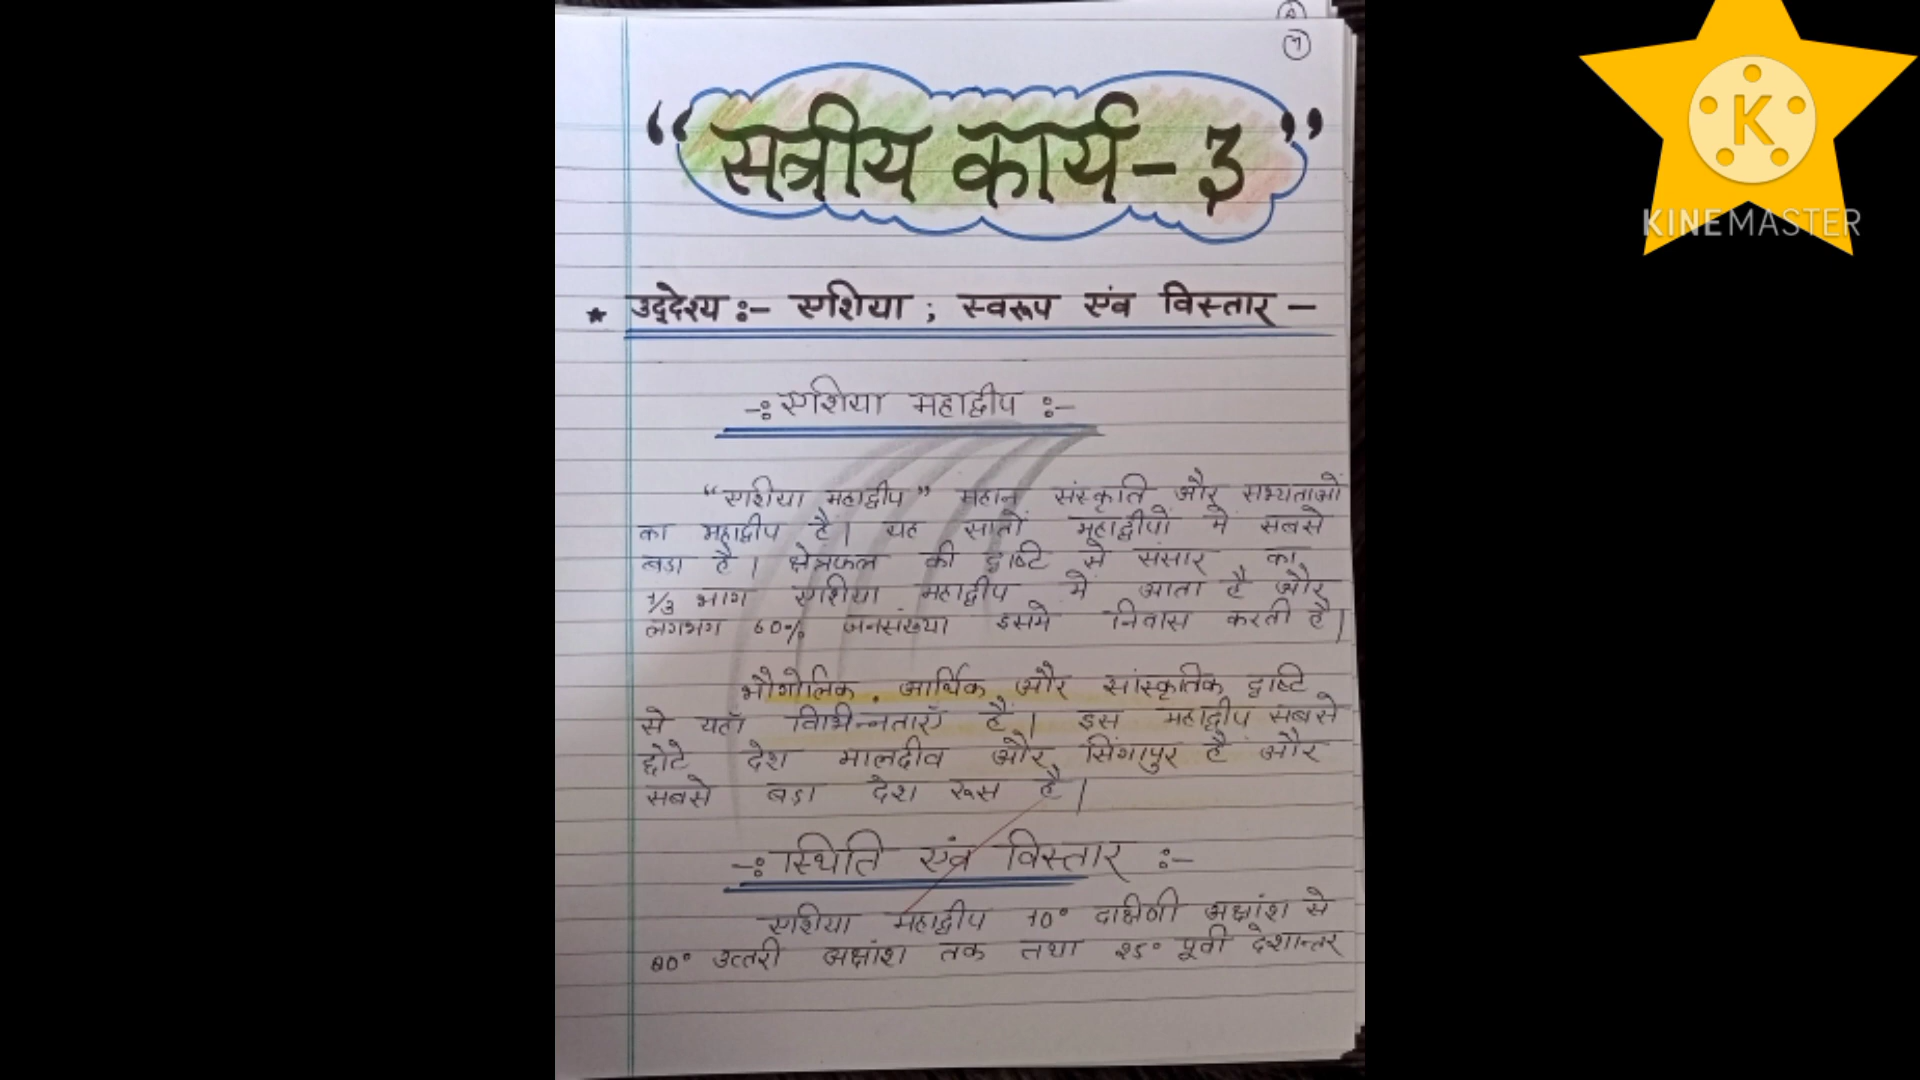 "सत्रीय कार्य - 3"
* उद्देश्य :- एशिया ; स्वरूप एंव विस्तार -
-: एशिया महाद्वीप :-
"एशिया महाद्वीप" महान संस्कृति और सभ्यताओं
का महाद्वीप है। यह सातों महाद्वीपों में सबसे
बडा है। क्षेत्रफल की दृष्टि से संसार का
1/3 भाग एशिया महाद्वीप में आता है और
लगभग 60% जनसंख्या इसमे निवास करती है।
भौगोलिक, आर्थिक और सांस्कृतिक दृष्टि
से यहाँ विभिन्नताएँ हैं। इस महाद्वीप सबसे
छोटे देश मालदीव और सिंगापुर है और
सबसे बडा देश रूस है।
-: स्थिति एंव विस्तार :-
एशिया महाद्वीप 10° दक्षिणी अक्षांश से
80° उत्तरी अक्षांश तक तथा 25° पूर्वी देशान्तर
KINEMASTER
K